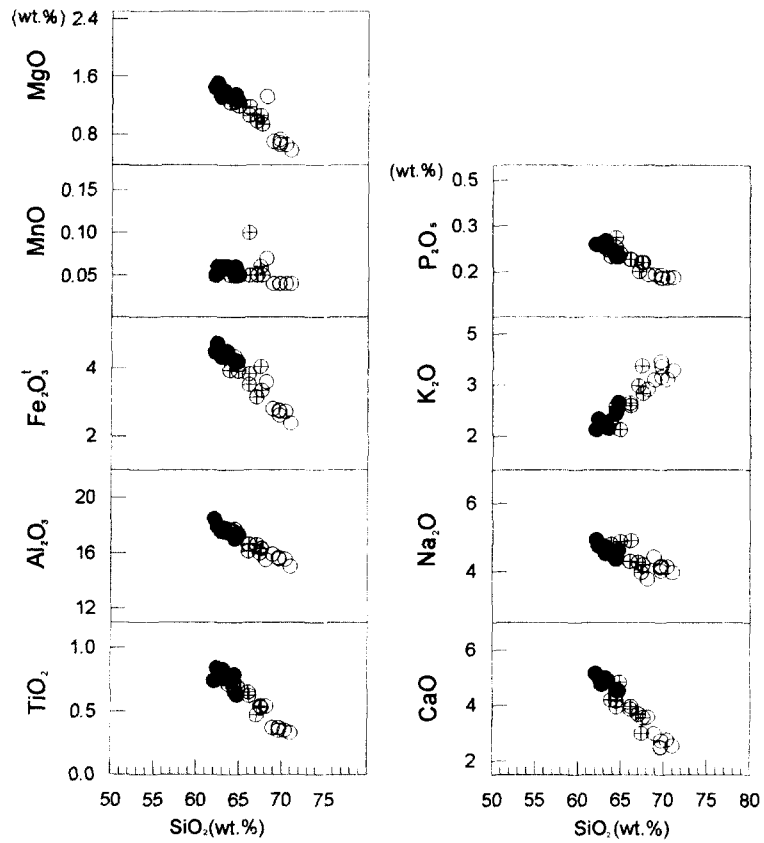 (wt.%)
MgO
2.4
1.6
0.8
MnO
0.15
0.10
0.05
Fe₂O₃ᵗ
4
2
Al₂O₃
20
16
12
TiO₂
1.0
0.5
0.0
50 55 60 65 70 75
SiO₂(wt.%)
(wt.%)
P₂O₅
0.5
0.3
0.2
K₂O
5
3
2
Na₂O
6
4
CaO
6
4
2
50 55 60 65 70 75 80
SiO₂(wt.%)